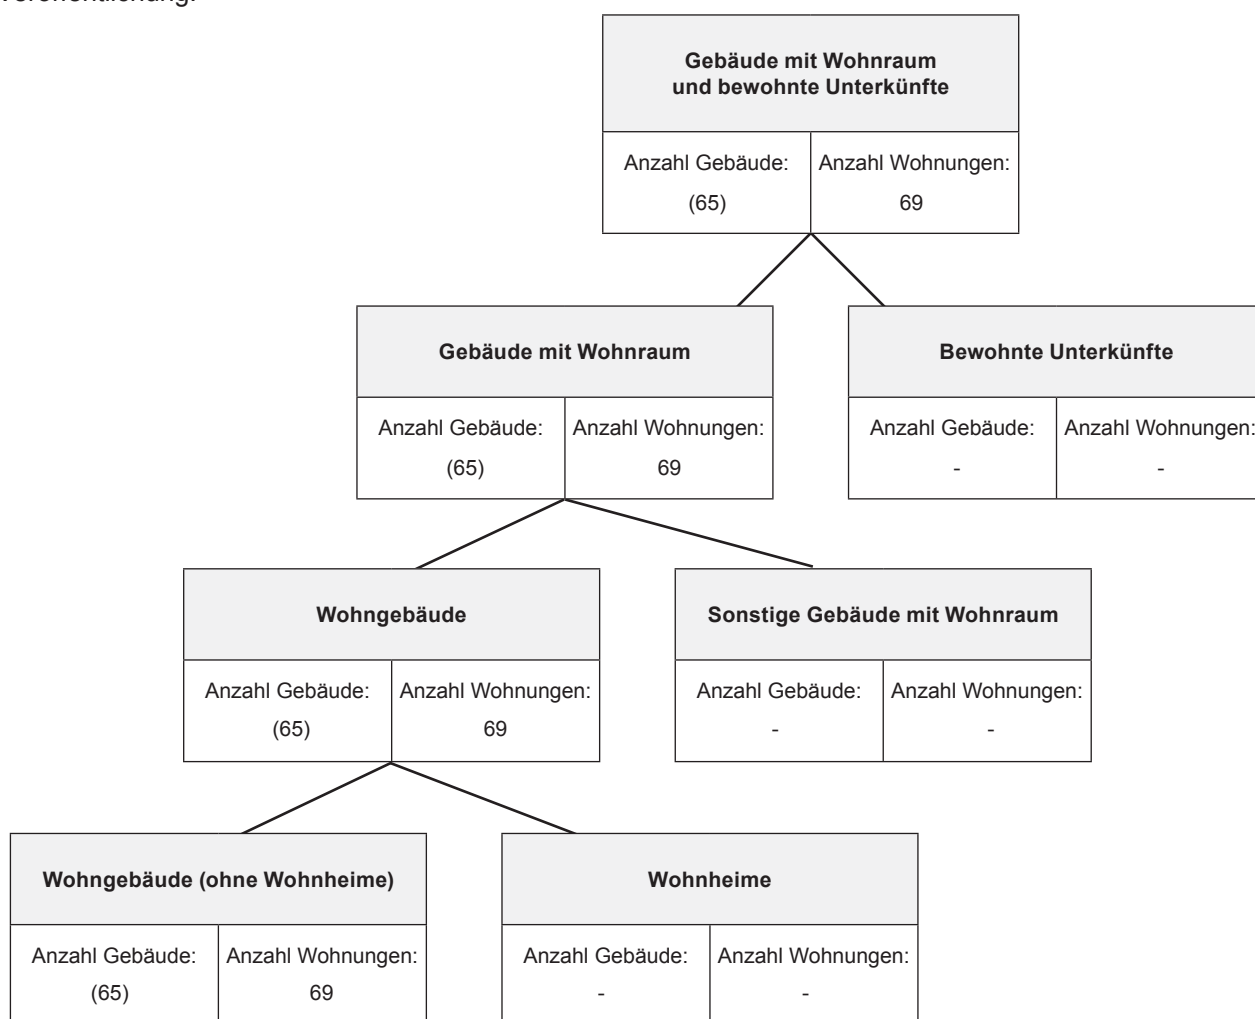 Veröffentlichung.
Gebäude mit Wohnraum
und bewohnte Unterkünfte
Anzahl Gebäude: Anzahl Wohnungen:
(65) 69
Gebäude mit Wohnraum Bewohnte Unterkünfte
Anzahl Gebäude: Anzahl Wohnungen: Anzahl Gebäude: Anzahl Wohnungen:
(65) 69 - -
Wohngebäude Sonstige Gebäude mit Wohnraum
Anzahl Gebäude: Anzahl Wohnungen: Anzahl Gebäude: Anzahl Wohnungen:
(65) 69 - -
Wohngebäude (ohne Wohnheime) Wohnheime
Anzahl Gebäude: Anzahl Wohnungen: Anzahl Gebäude: Anzahl Wohnungen:
(65) 69 - -